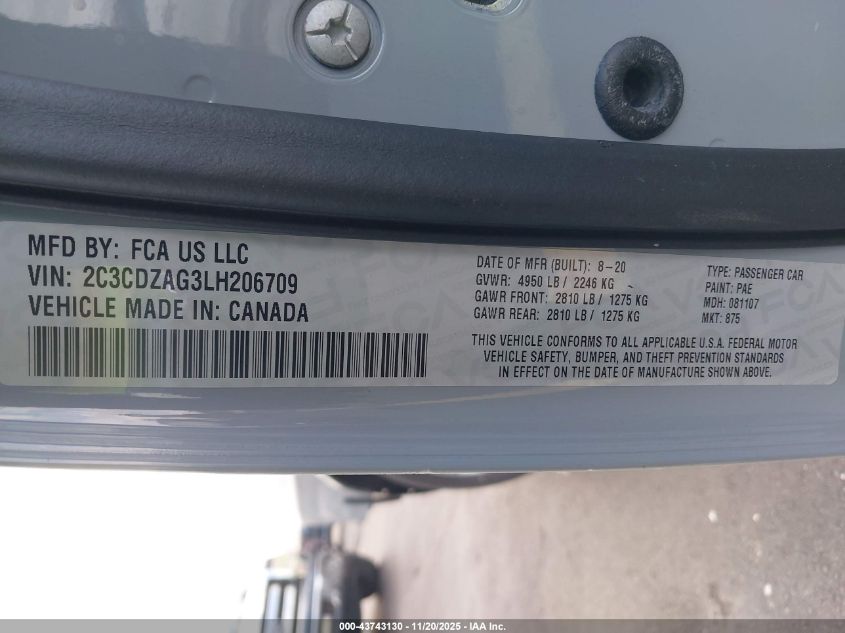 MFD BY: FCA US LLC
VIN: 2C3CDZAG3LH206709
VEHICLE MADE IN: CANADA
DATE OF MFR (BUILT): 8-20
GVWR: 4950 LB / 2246 KG
GAWR FRONT: 2810 LB / 1275 KG
GAWR REAR: 2810 LB / 1275 KG
TYPE: PASSENGER CAR
PAINT: PAE
MDH: 081107
MKT: 875
THIS VEHICLE CONFORMS TO ALL APPLICABLE U.S.A. FEDERAL MOTOR
VEHICLE SAFETY, BUMPER, AND THEFT PREVENTION STANDARDS
IN EFFECT ON THE DATE OF MANUFACTURE SHOWN ABOVE.
000-43743130 - 11/20/2025 - IAA Inc.